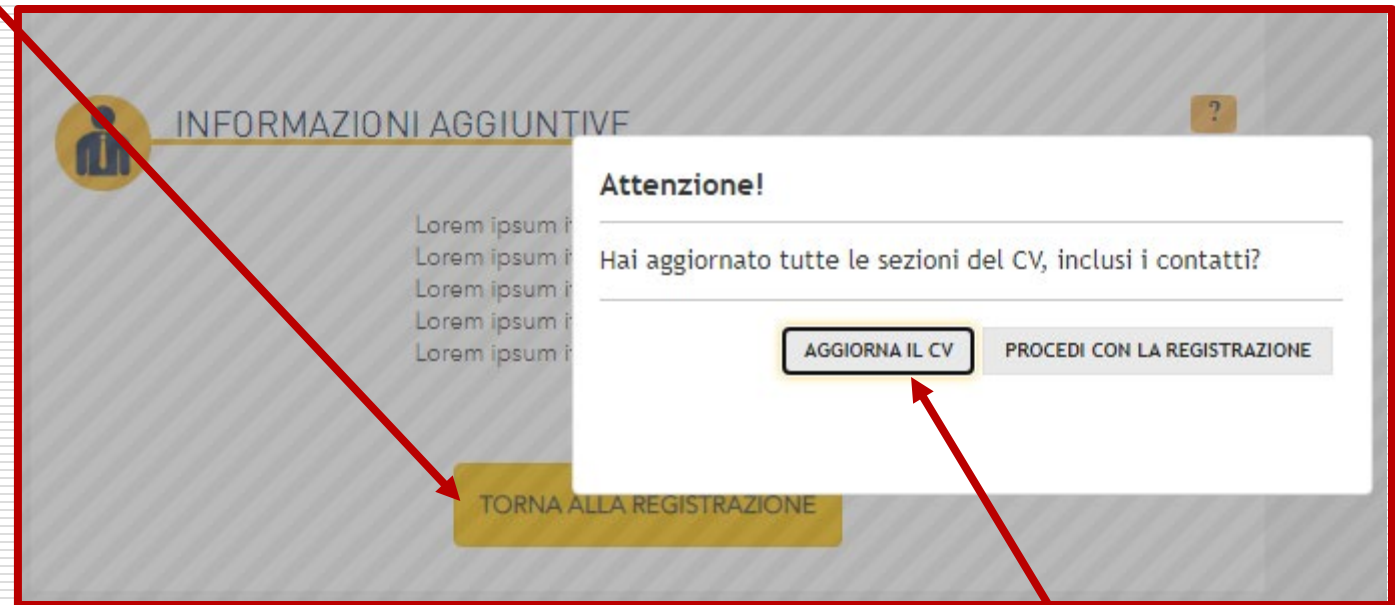 INFORMAZIONI AGGIUNTIVE
?
Attenzione!
Lorem ipsum
Lorem ipsum
Lorem ipsum
Lorem ipsum
Lorem ipsum
Hai aggiornato tutte le sezioni del CV, inclusi i contatti?
AGGIORNA IL CV
PROCEDI CON LA REGISTRAZIONE
TORNA ALLA REGISTRAZIONE